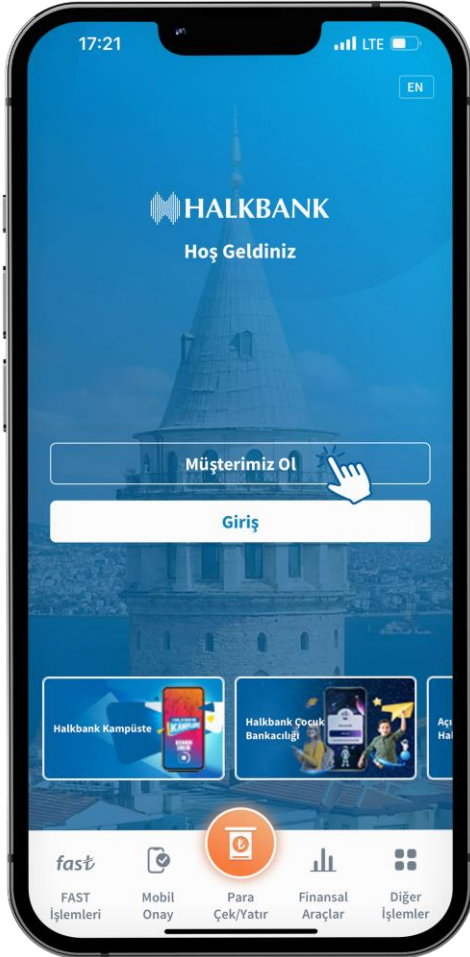 17:21
LTE
EN
HALKBANK
Hoş Geldiniz
Müşterimiz Ol
Giriş
Halkbank Kampüste
Halkbank Çocuk
Bankacılığı
fast
FAST
İşlemleri
Mobil
Onay
Para
Çek/Yatır
Finansal
Araçlar
Diğer
İşlemler